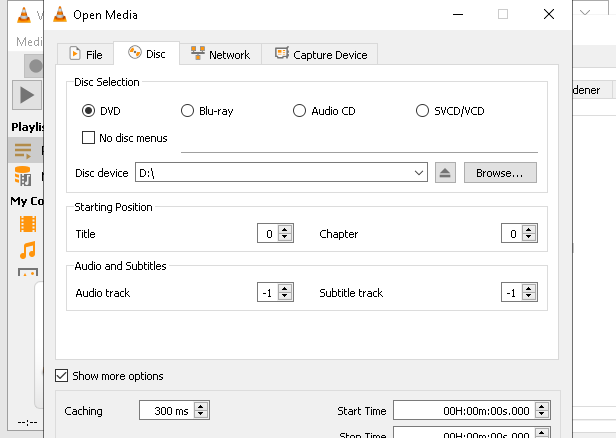 V
Open Media
Medi
File
Disc
Network
Capture Device
Disc Selection
DVD
Blu-ray
Audio CD
SVCD/VCD
dener
No disc menus
Playlis
Disc device
D:\
Browse...
My Co
Starting Position
Title
0
Chapter
0
Audio and Subtitles
Audio track
-1
Subtitle track
-1
Show more options
Caching
300 ms
Start Time
00H:00m:00s.000
--:--
Stop Time
00H:00m:00s.000